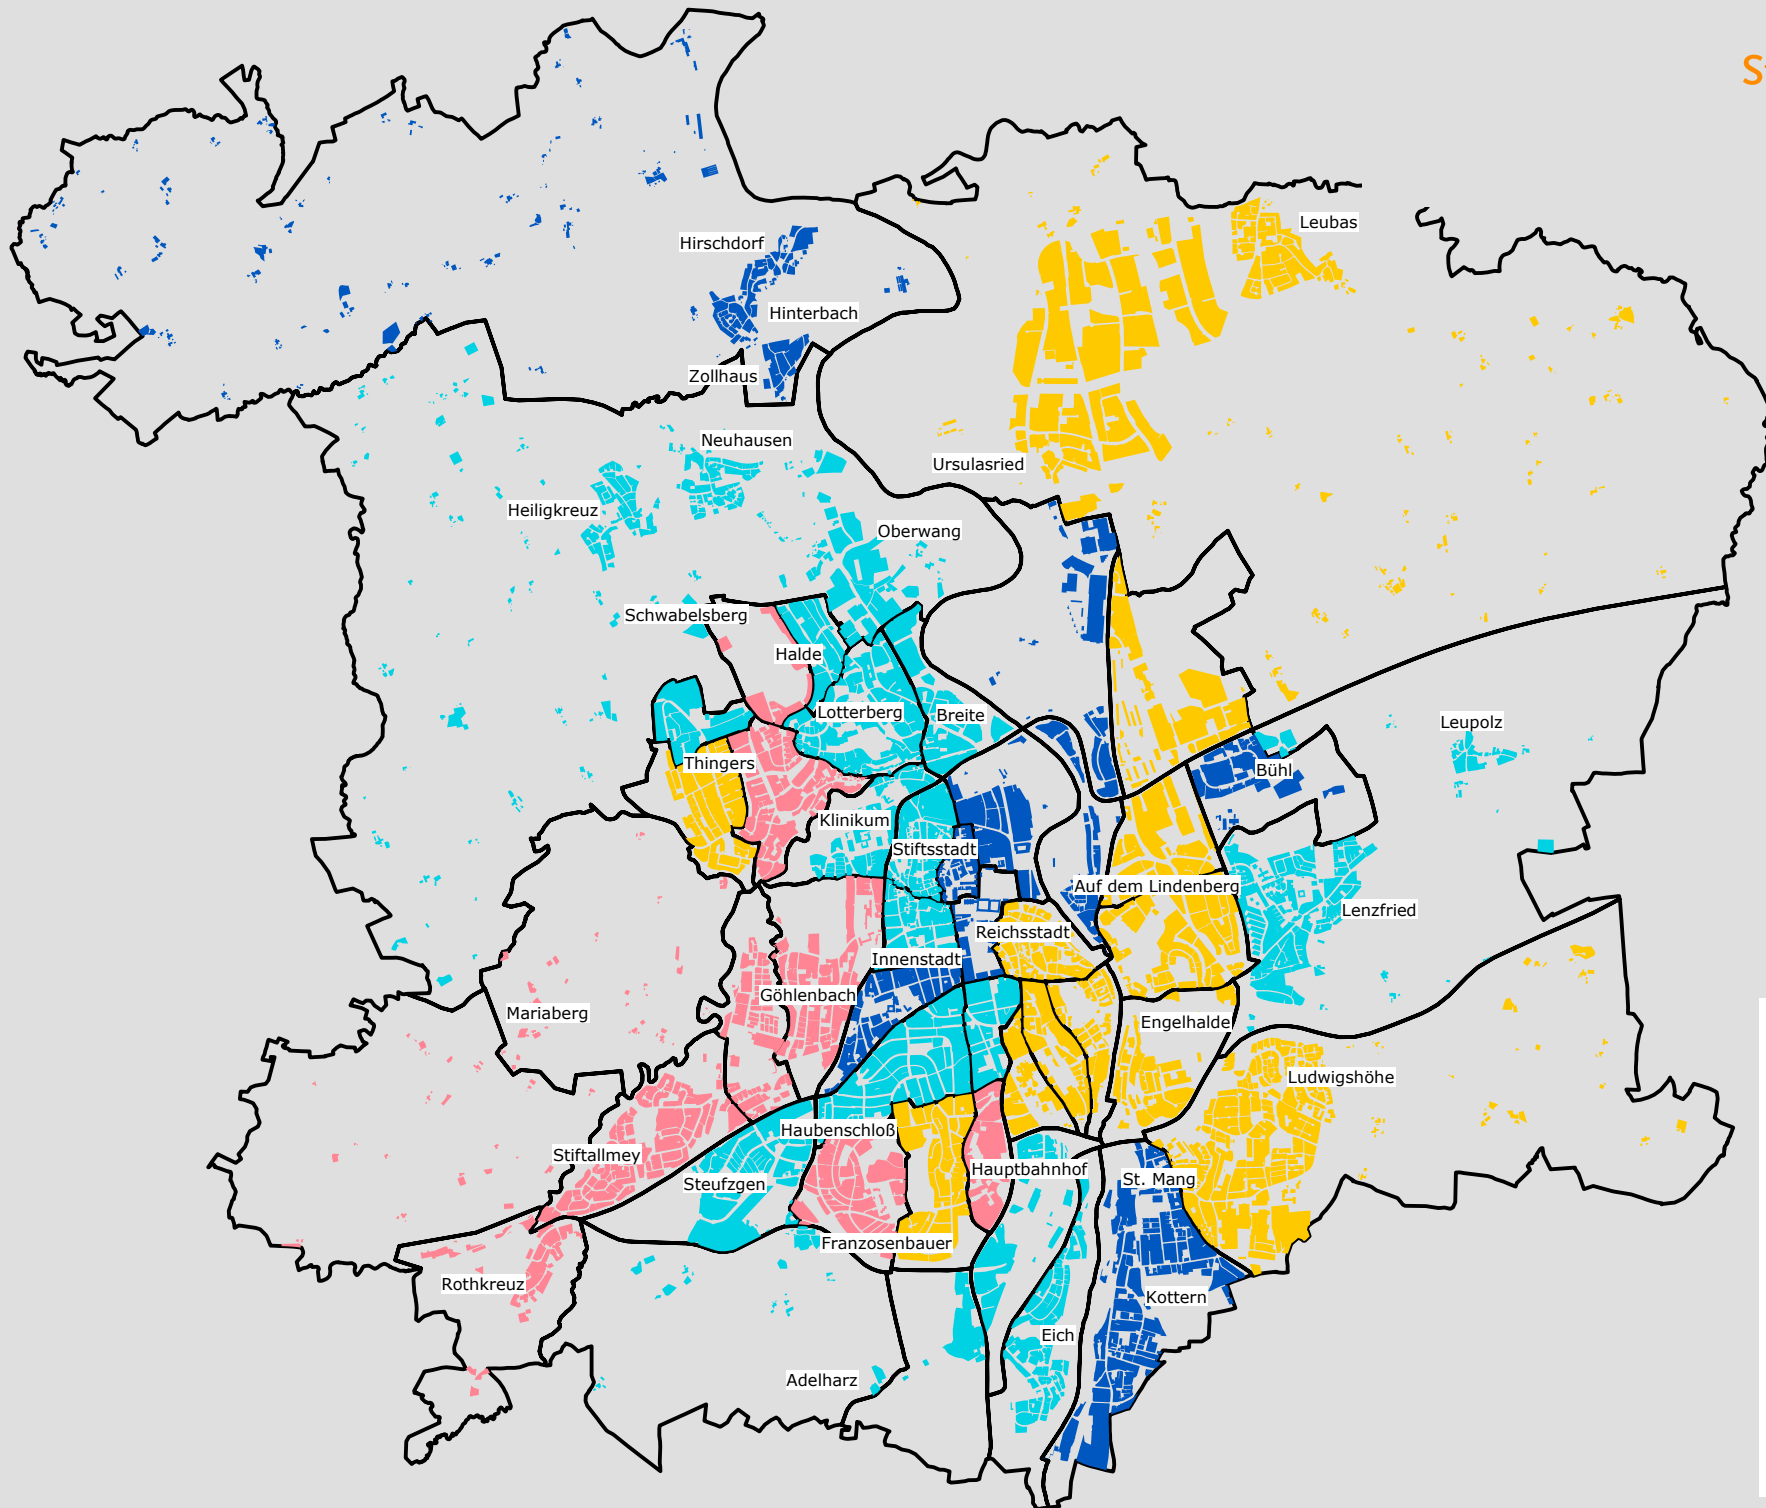 St
Leubas
Hirschdorf
Hinterbach
Zollhaus
Neuhausen
Ursulasried
Heiligkreuz
Oberwang
Schwabelsberg
Halde
Lotterberg
Breite
Leupolz
Thingers
Bühl
Klinikum
Stiftsstadt
Auf dem Lindenberg
Lenzfried
Reichsstadt
Innenstadt
Göhlenbach
Mariaberg
Engelhalde
Ludwigshöhe
Haubenschloß
Stiftallmey
Hauptbahnhof
St. Mang
Steufzgen
Franzosenbauer
Rothkreuz
Kottern
Eich
Adelharz